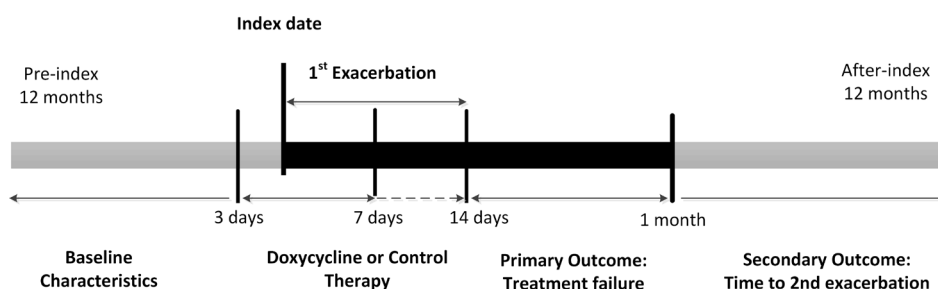 Index date
Pre-index
12 months
1st Exacerbation
After-index
12 months
3 days
7 days
14 days
1 month
Baseline
Characteristics
Doxycycline or Control
Therapy
Primary Outcome:
Treatment failure
Secondary Outcome:
Time to 2nd exacerbation